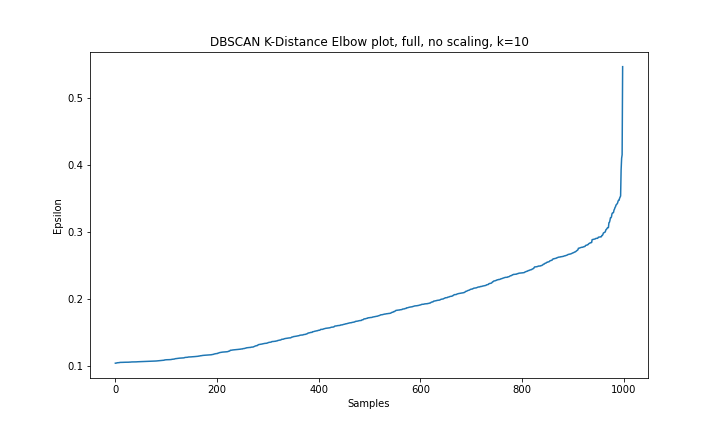 DBSCAN K-Distance Elbow plot, full, no scaling, k=10
0.5
0.4
0.3
0.2
0.1
Epsilon
0 200 400 600 800 1000
Samples